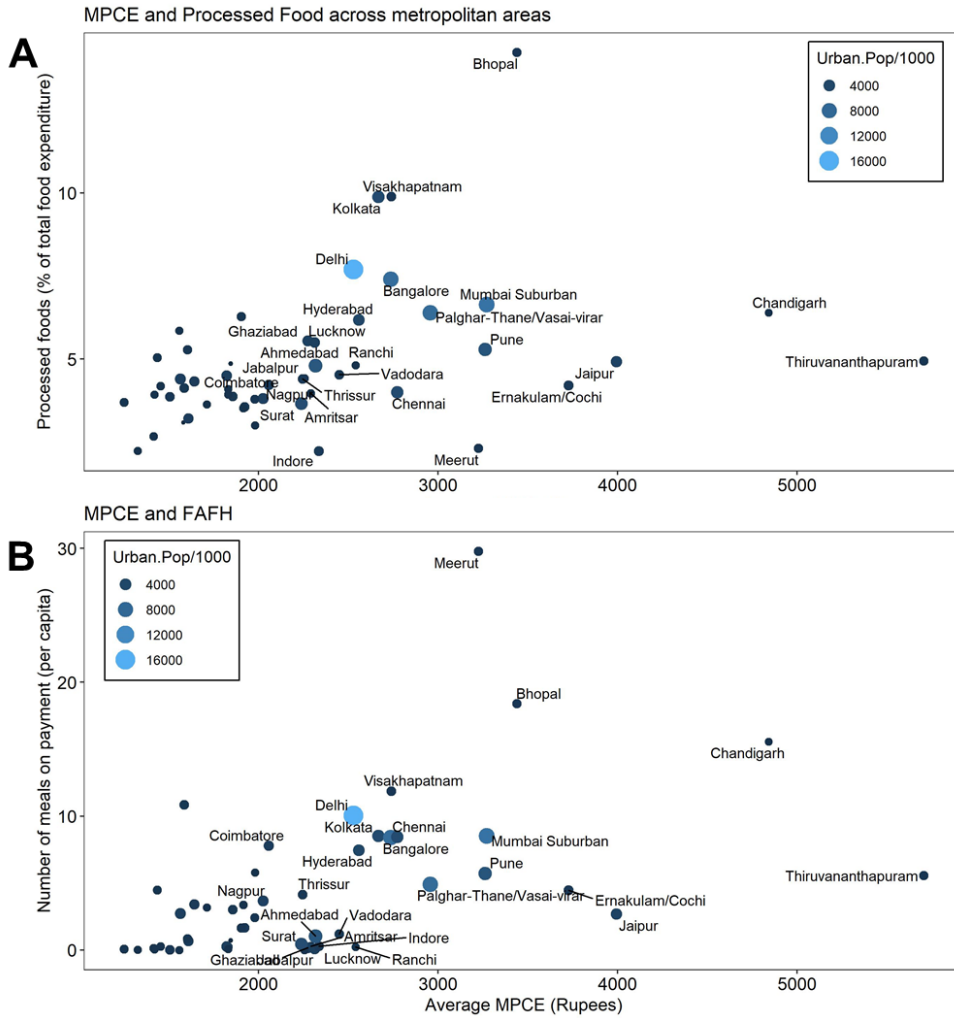 MPCE and Processed Food across metropolitan areas
A
Processed foods (% of total food expenditure)
Urban.Pop/1000
4000
8000
12000
16000
Bhopal
10
Visakhapatnam
Kolkata
Delhi
Bangalore
Mumbai Suburban
Chandigarh
Hyderabad
Palghar-Thane/Vasai-virar
Ghaziabad
Lucknow
Pune
5
Ahmedabad
Ranchi
Thiruvananthapuram
Jabalpur
Vadodara
Jaipur
Coimbatore
Nagpur
Thrissur
Ernakulam/Cochi
Chennai
Surat
Amritsar
Indore
Meerut
2000
3000
4000
5000
MPCE and FAFH
B
Number of meals on payment (per capita)
Urban.Pop/1000
4000
8000
12000
16000
30
Meerut
20
Bhopal
Chandigarh
Visakhapatnam
10
Delhi
Kolkata
Chennai
Coimbatore
Mumbai Suburban
Bangalore
Hyderabad
Pune
Thiruvananthapuram
Nagpur
Thrissur
Palghar-Thane/Vasai-virar
Ernakulam/Cochi
Ahmedabad
Vadodara
Jaipur
Surat
Amritsar
Indore
0
Ghaziabad
Jabalpur
Lucknow
Ranchi
2000
3000
4000
5000
Average MPCE (Rupees)